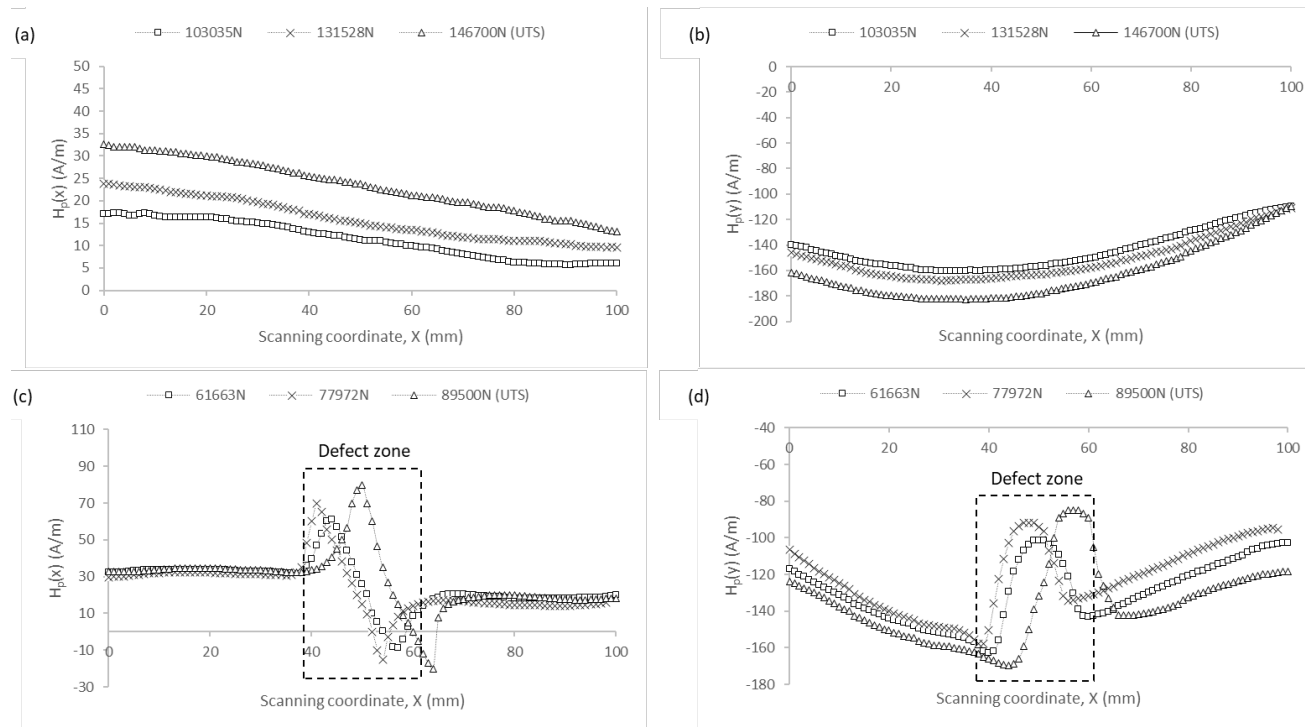 (a)
103035N 131528N 146700N (UTS)
50
45
40
35
30
25
20
15
10
5
0
Hp(x) (A/m)
0 20 40 60 80 100
Scanning coordinate, X (mm)
(b)
103035N 131528N 146700N (UTS)
0 20 40 60 80 100
0
-20
-40
-60
-80
-100
-120
-140
-160
-180
-200
Hp(y) (A/m)
Scanning coordinate, X (mm)
(c)
61663N 77972N 89500N (UTS)
110
90
70
50
30
10
-10
-30
Hp(x) (A/m)
Defect zone
0 20 40 60 80 100
Scanning coordinate, X (mm)
(d)
61663N 77972N 89500N (UTS)
0 20 40 60 80 100
-40
-60
-80
-100
-120
-140
-160
-180
Hp(y) (A/m)
Defect zone
Scanning coordinate, X (mm)